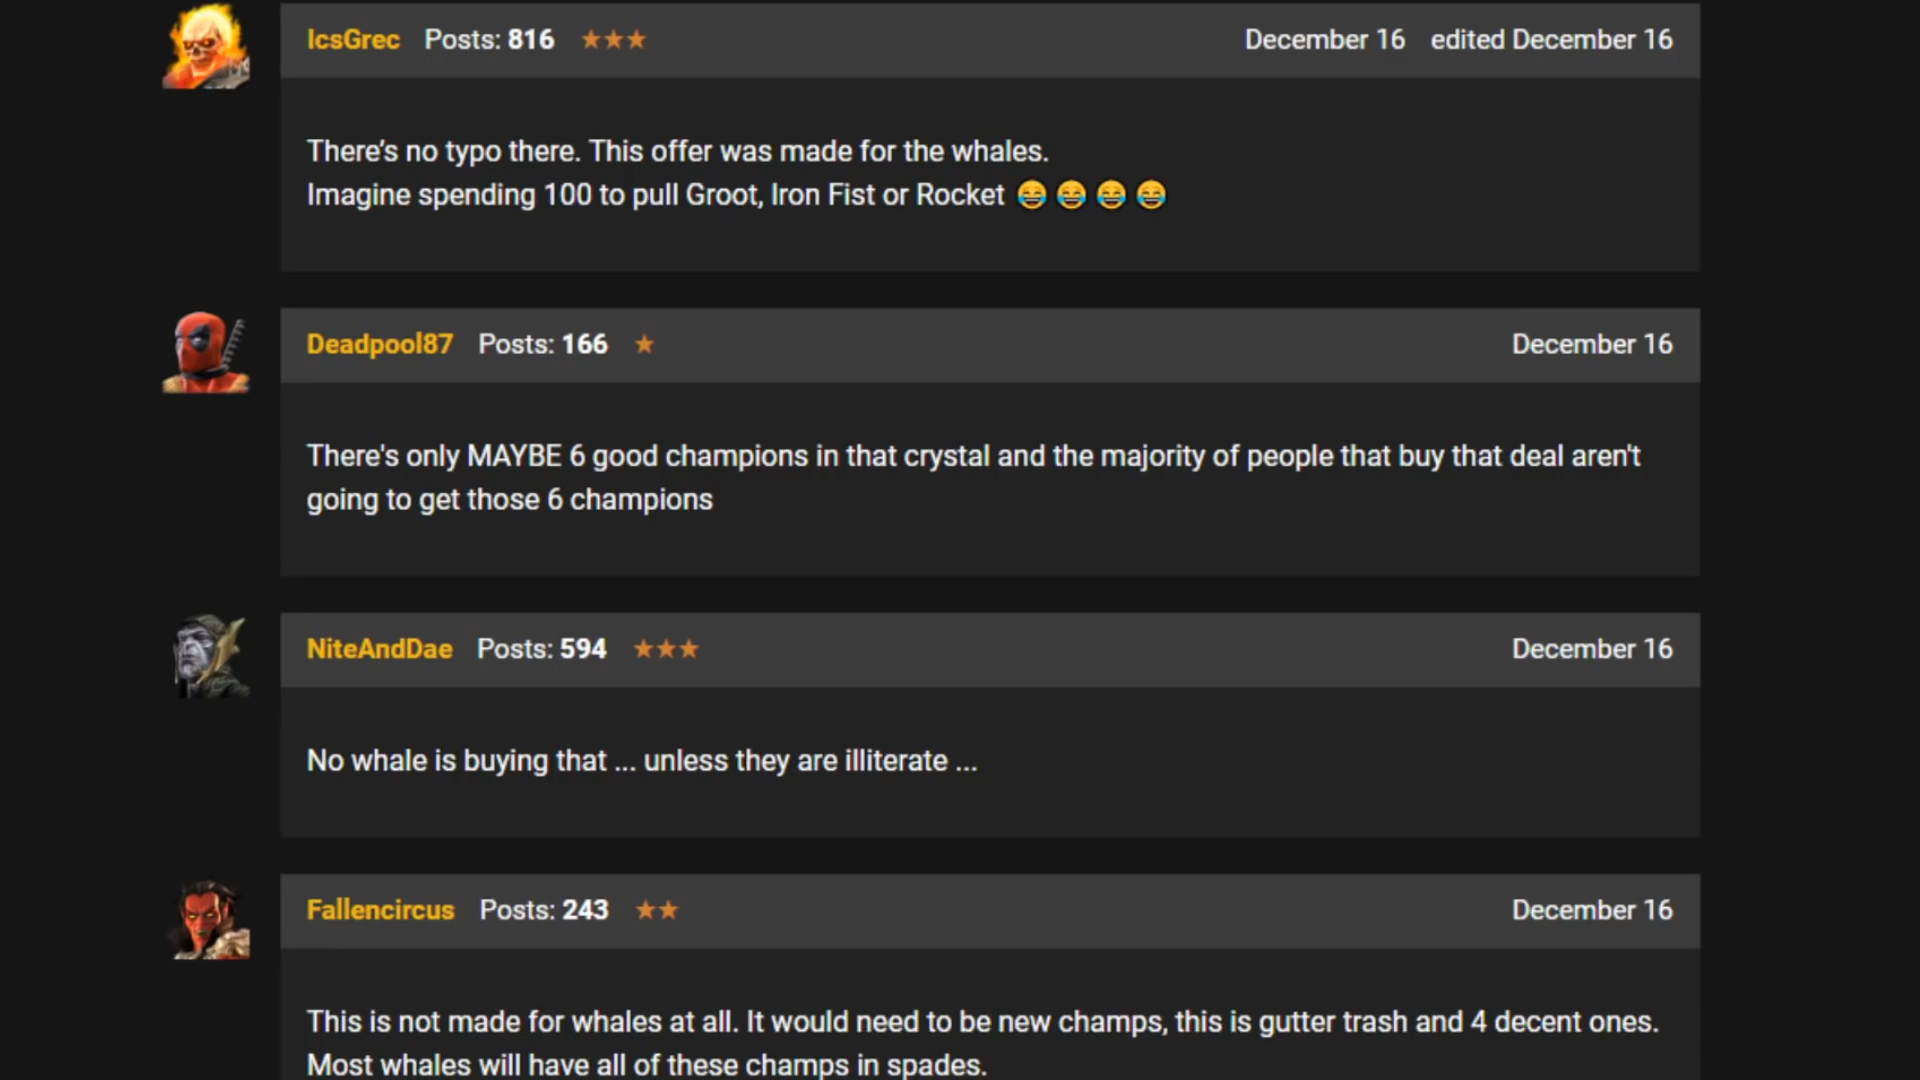 IcsGrec Posts: 816 ★★★ December 16 edited December 16
There's no typo there. This offer was made for the whales.
Imagine spending 100 to pull Groot, Iron Fist or Rocket 😂 😂 😂 😂
Deadpool87 Posts: 166 ★ December 16
There's only MAYBE 6 good champions in that crystal and the majority of people that buy that deal aren't
going to get those 6 champions
NiteAndDae Posts: 594 ★★★ December 16
No whale is buying that ... unless they are illiterate ...
Fallencircus Posts: 243 ★★ December 16
This is not made for whales at all. It would need to be new champs, this is gutter trash and 4 decent ones.
Most whales will have all of these champs in spades.